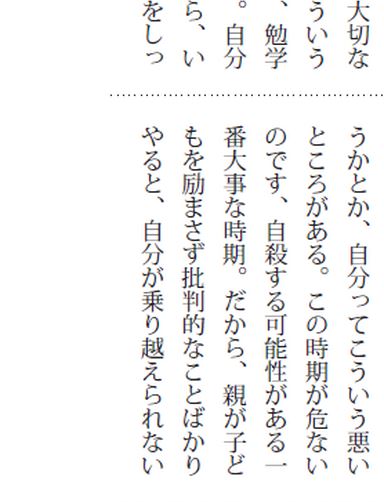 大切な
ういう
、勉学
。自分
ら、い
をしっ
うかとか、自分ってこういう悪い
ところがある。この時期が危ない
のです、自殺する可能性がある一
番大事な時期。だから、親が子ど
もを励まさず批判的なことばかり
やると、自分が乗り越えられない